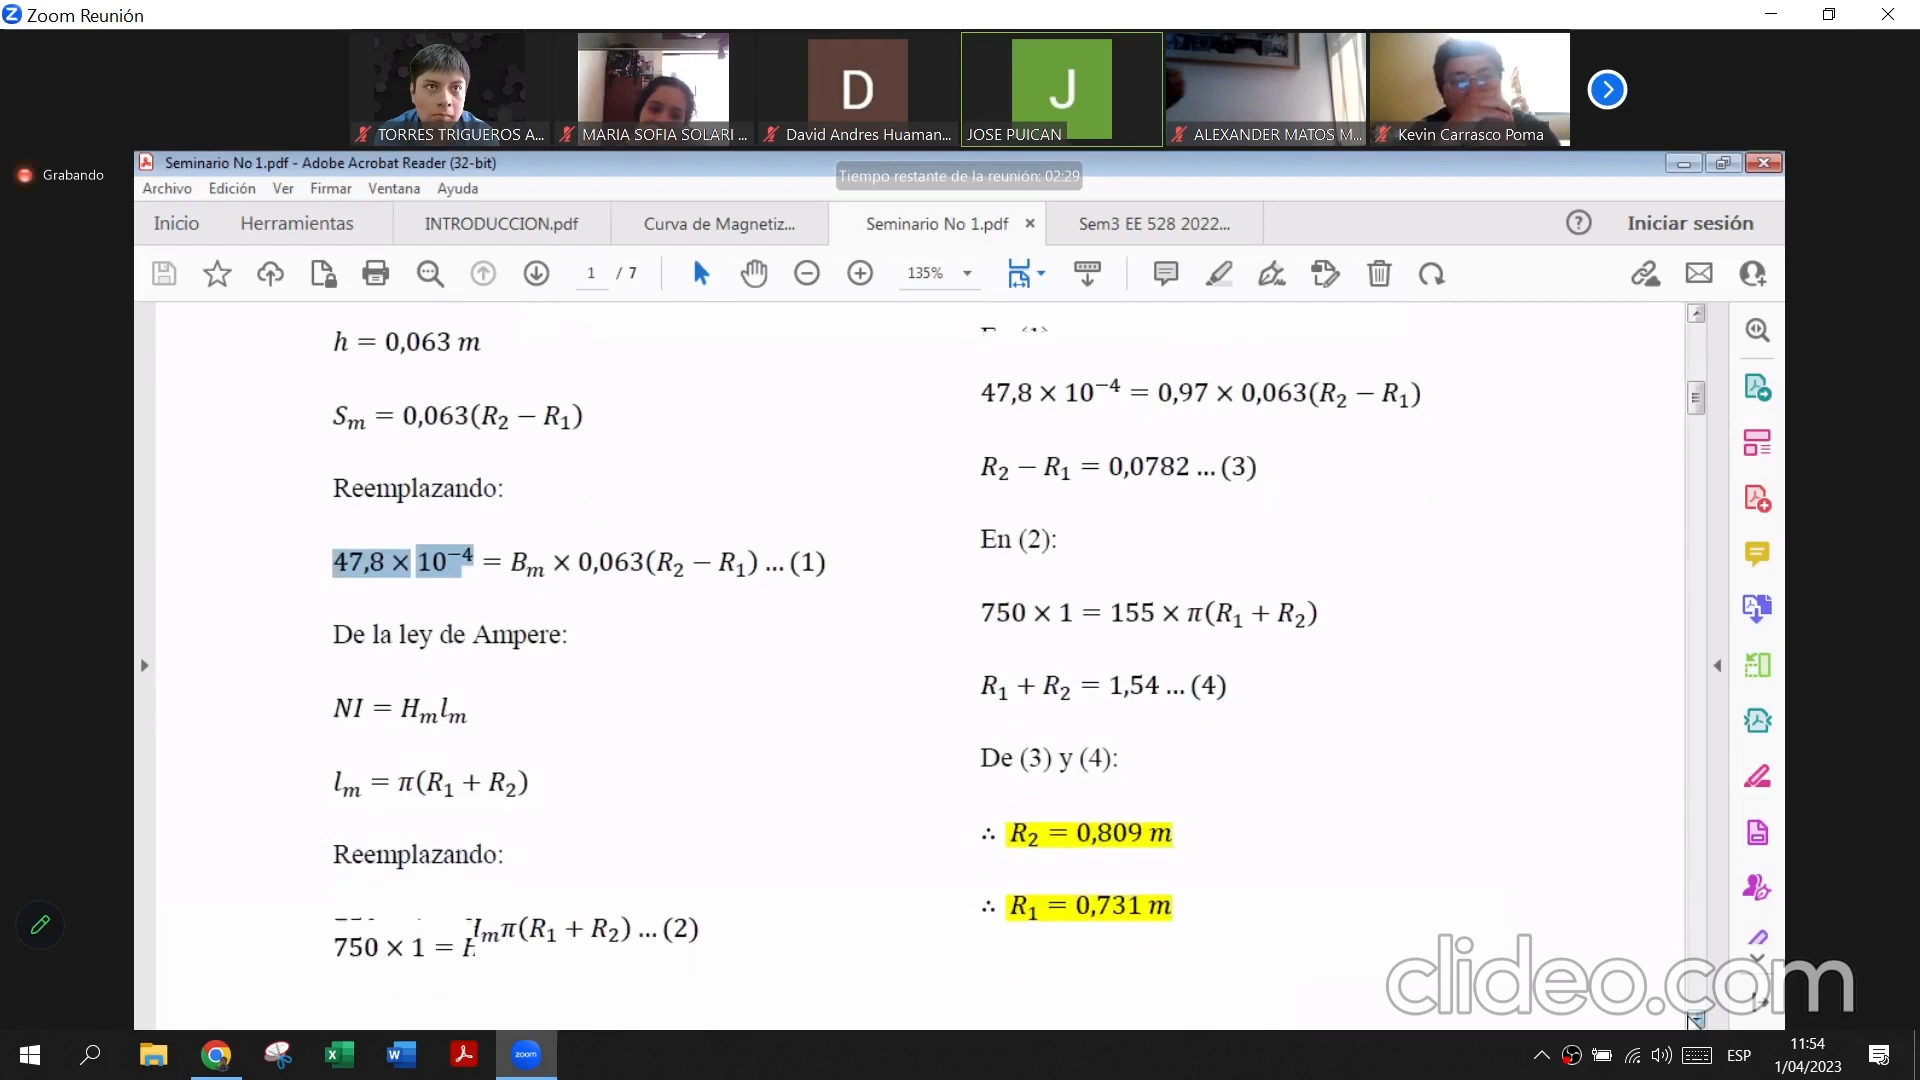 Zoom Reunión
TORRES TRIGUEROS A...
MARIA SOFIA SOLARI ...
D
David Andres Huaman...
J
JOSE PUICAN
ALEXANDER MATOS M...
Kevin Carrasco Poma
Grabando
Seminario No 1.pdf - Adobe Acrobat Reader (32-bit)
Tiempo restante de la reunión: 02:29
Archivo Edición Ver Firmar Ventana Ayuda
Inicio Herramientas INTRODUCCION.pdf Curva de Magnetiz... Seminario No 1.pdf × Sem3 EE 528 2022... Iniciar sesión
1 / 7 135%
h = 0,063 m
Sₘ = 0,063(R₂ − R₁)
Reemplazando:
47,8 × 10⁻⁴ = Bₘ × 0,063(R₂ − R₁) ... (1)
De la ley de Ampere:
NI = Hₘlₘ
lₘ = π(R₁ + R₂)
Reemplazando:
750 × 1 = Hₘπ(R₁ + R₂) ... (2)
47,8 × 10⁻⁴ = 0,97 × 0,063(R₂ − R₁)
R₂ − R₁ = 0,0782 ... (3)
En (2):
750 × 1 = 155 × π(R₁ + R₂)
R₁ + R₂ = 1,54 ... (4)
De (3) y (4):
∴ R₂ = 0,809 m
∴ R₁ = 0,731 m
clideo.com
zoom
ESP
11:54
1/04/2023